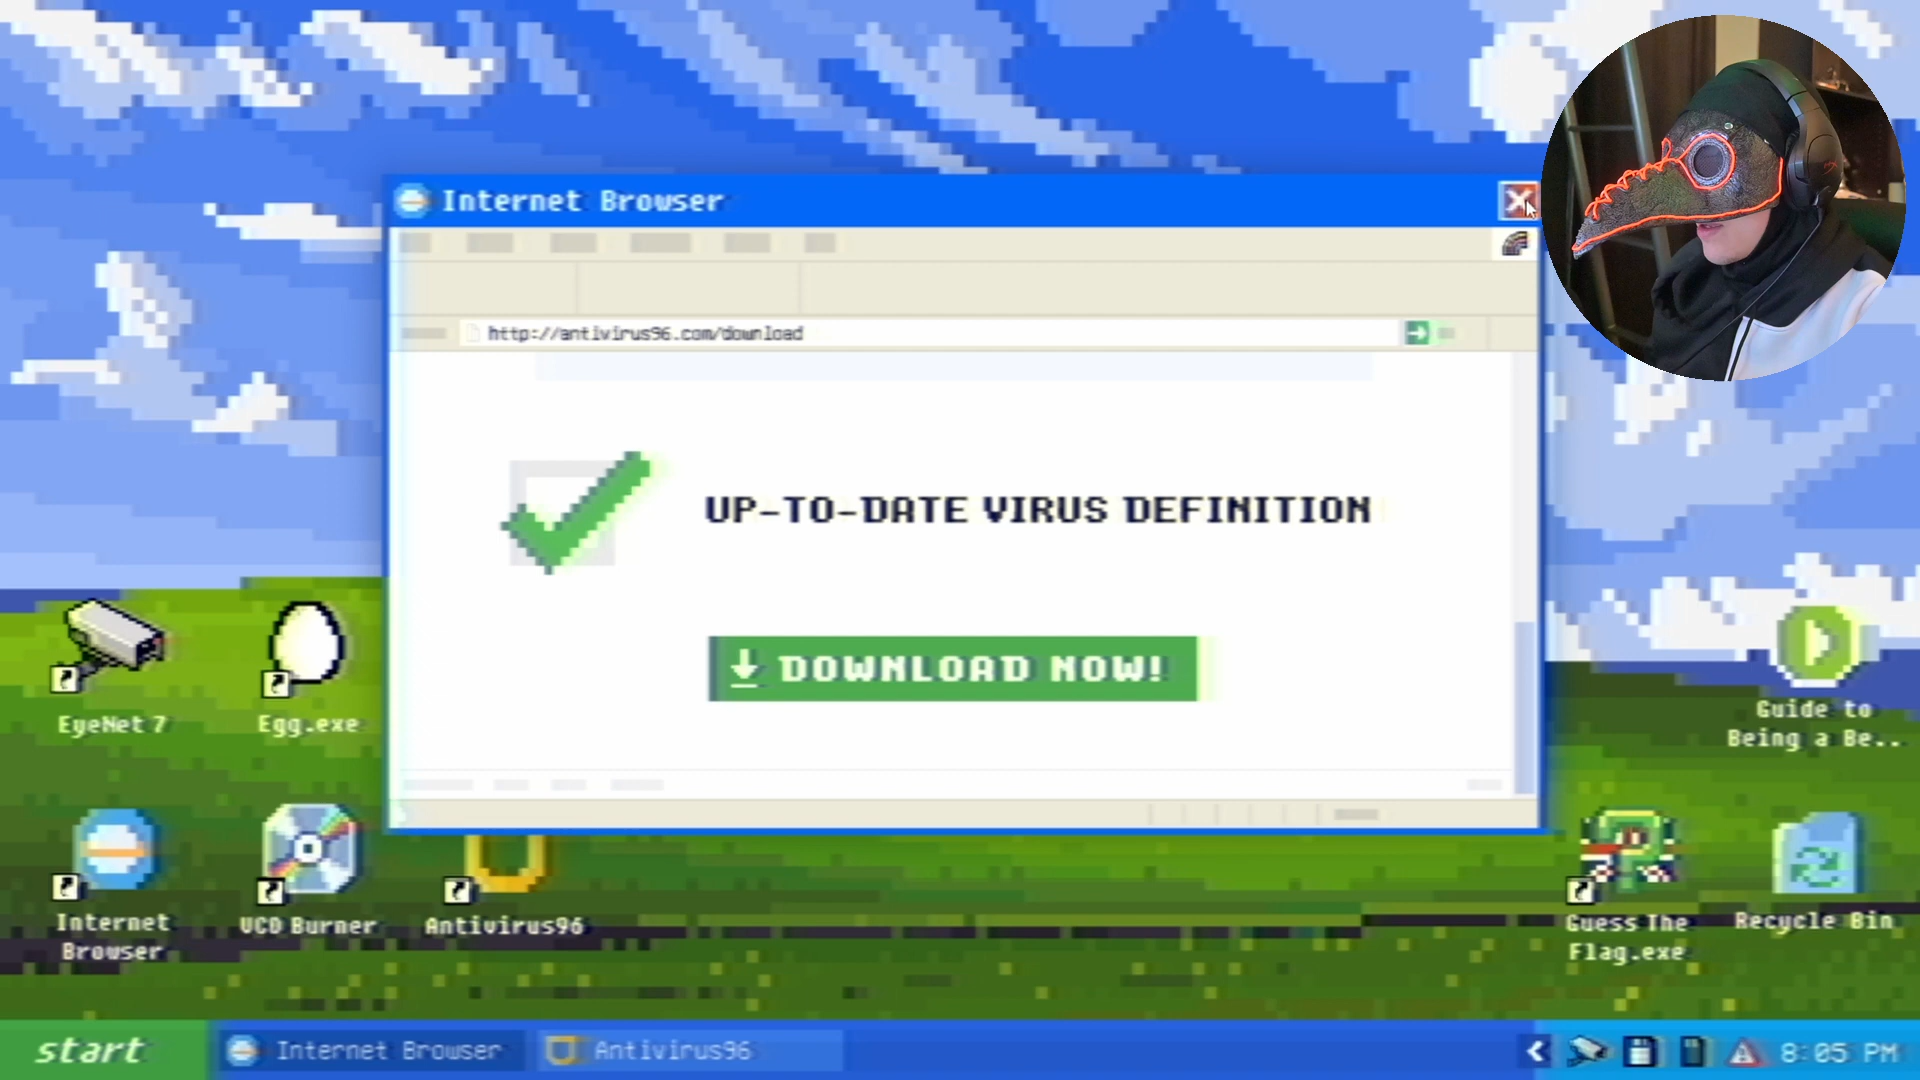 Internet Browser
http://antivirus96.com/download
UP-TO-DATE VIRUS DEFINITION
DOWNLOAD NOW!
EyeNet 7
Egg.exe
Guide to
Being a Be..
Internet
Browser
VCD Burner
Antivirus96
Guess The
Flag.exe
Recycle Bin
start
Internet Browser
Antivirus96
8:05 PM